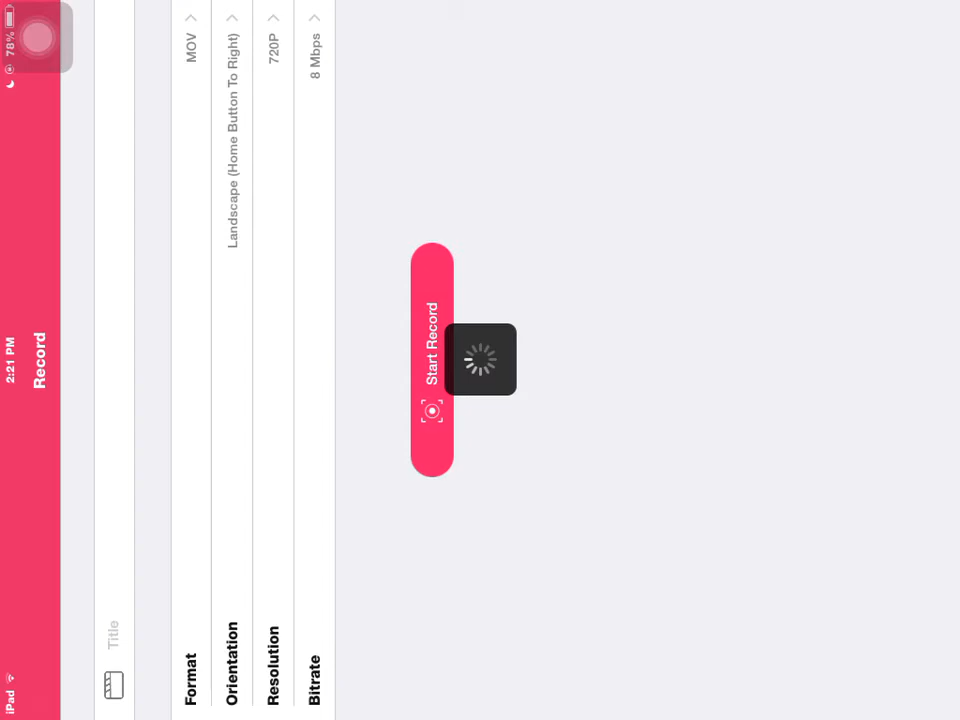 iPad 2:21 PM 78%
Record
Title
Format MOV
Orientation Landscape (Home Button To Right)
Resolution 720P
Bitrate 8 Mbps
Start Record